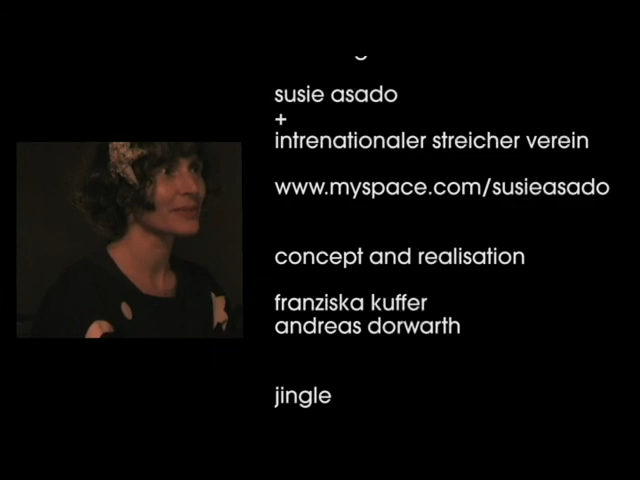 susie asado
+
intrenationaler streicher verein
www.myspace.com/susieasado
concept and realisation
franziska kuffer
andreas dorwarth
jingle